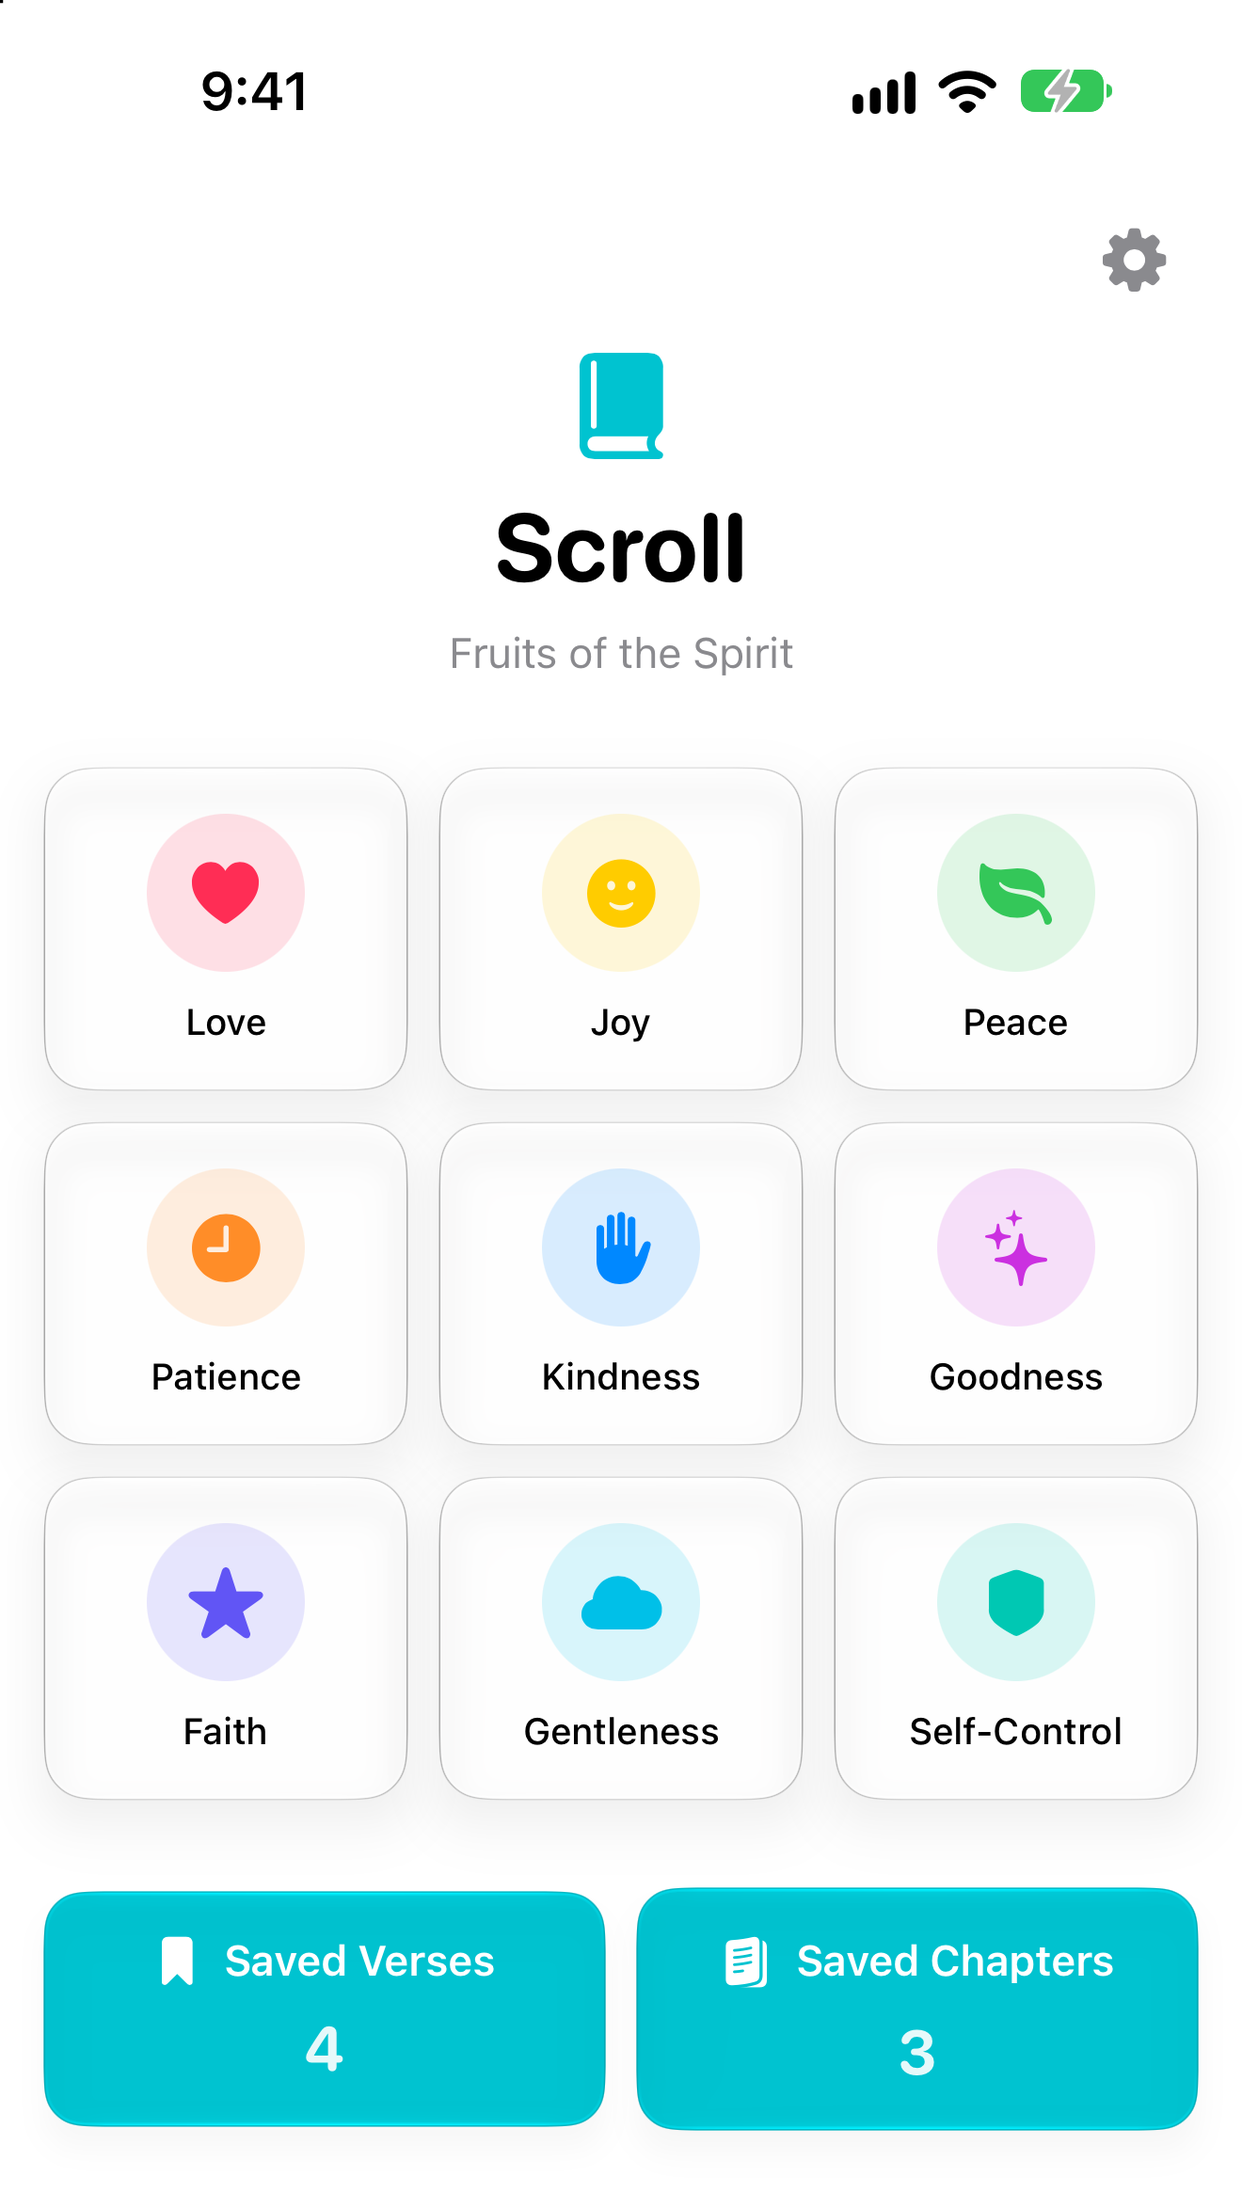 9:41
Scroll
Fruits of the Spirit
Love
Joy
Peace
Patience
Kindness
Goodness
Faith
Gentleness
Self-Control
Saved Verses
4
Saved Chapters
3